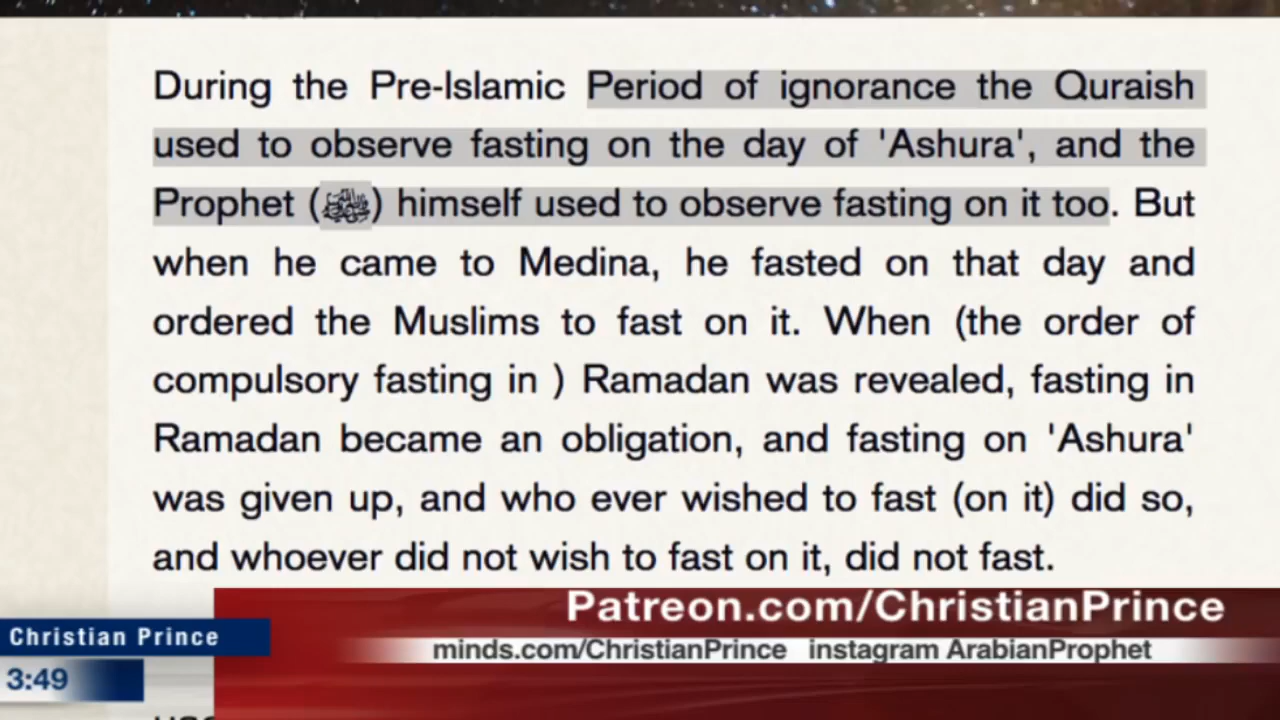 During the Pre-Islamic Period of ignorance the Quraish
used to observe fasting on the day of 'Ashura', and the
Prophet (ﷺ) himself used to observe fasting on it too. But
when he came to Medina, he fasted on that day and
ordered the Muslims to fast on it. When (the order of
compulsory fasting in ) Ramadan was revealed, fasting in
Ramadan became an obligation, and fasting on 'Ashura'
was given up, and who ever wished to fast (on it) did so,
and whoever did not wish to fast on it, did not fast.
Patreon.com/ChristianPrince
Christian Prince
minds.com/ChristianPrince instagram ArabianProphet
3:49